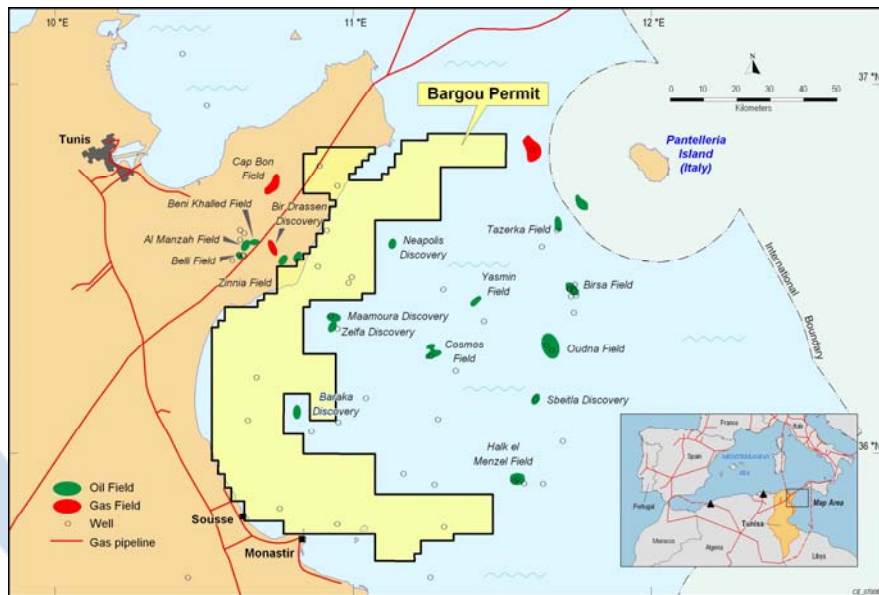 10 °E
11 °E
12 °E
37 °N
N
0 10 20 30 40 50
Kilometers
Bargou Permit
Tunis
Pantelleria
Island
(Italy)
Cap Bon
Field
Beni Khalled Field
Bir Drassen
Discovery
Al Manzah Field
Belli Field
Zinnia Field
Neapolis
Discovery
Tazerka Field
Yasmin
Field
Birsa Field
Maamoura Discovery
Zelfa Discovery
Cosmos
Field
Oudna Field
International
Boundary
Baraka
Discovery
Sbeitla Discovery
Halk el
Menzel Field
36 °N
Oil Field
Gas Field
Well
Gas pipeline
Sousse
Monastir
France
Italy
Spain
MEDITERRANEAN
SEA
Portugal
Map Area
Tunisa
Morocco
Algeria
Libya